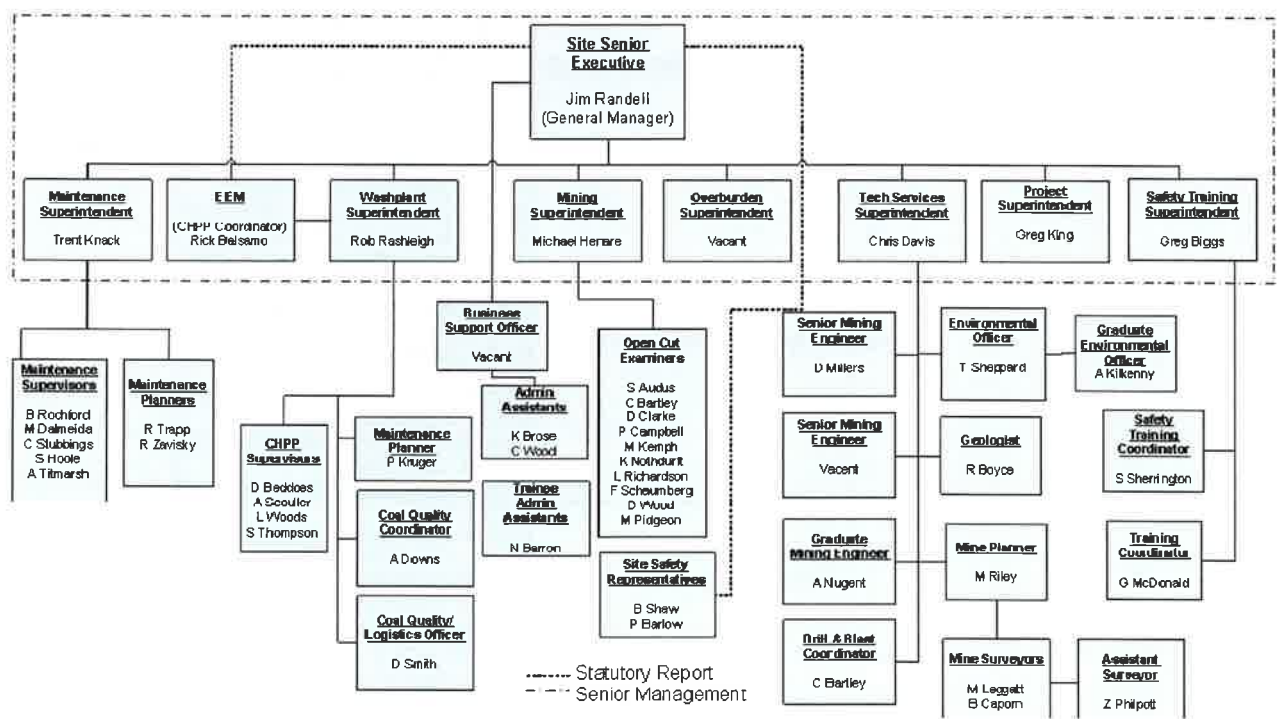 Site Senior
Executive
Jim Randell
(General Manager)
Maintenance
Superintendent
Trent Knack
EEM
(CHPP Coordinator)
Rick Balsamo
Washplant
Superintendent
Rob Rashleigh
Mining
Superintendent
Michael Herrare
Overburden
Superintendent
Vacant
Tech Services
Superintendent
Chris Davis
Project
Superintendent
Greg King
Safety Training
Superintendent
Greg Biggs
Maintenance
Supervisors
B Rochford
M Dalmeida
C Stubbings
S Hoole
A Titmarsh
Maintenance
Planners
R Trapp
R Zavisky
CHPP
Supervisors
D Beddoes
A Scouller
L Woods
S Thompson
Maintenance
Planner
P Kruger
Coal Quality
Coordinator
A Downs
Coal Quality/
Logistics Officer
D Smith
Business
Support Officer
Vacant
Admin
Assistants
K Brose
C Wood
Trainee
Admin
Assistants
N Barron
Open Cut
Examiners
S Audus
C Bartley
D Clarke
P Campbell
M Kemph
K Nothdurft
L Richardson
F Schaumberg
D Wood
M Pidgeon
Site Safety
Representatives
B Shaw
P Barlow
Senior Mining
Engineer
D Millers
Senior Mining
Engineer
Vacant
Graduate
Mining Engineer
A Nugent
Drill & Blast
Coordinator
C Bartley
Environmental
Officer
T Sheppard
Graduate
Environmental
Officer
A Kilkenny
Geologist
R Boyce
Mine Planner
M Riley
Mine Surveyors
M Leggatt
B Caporn
Assistant
Surveyor
Z Philpott
Safety
Training
Coordinator
S Sherrington
Training
Coordinator
G McDonald
Statutory Report
Senior Management